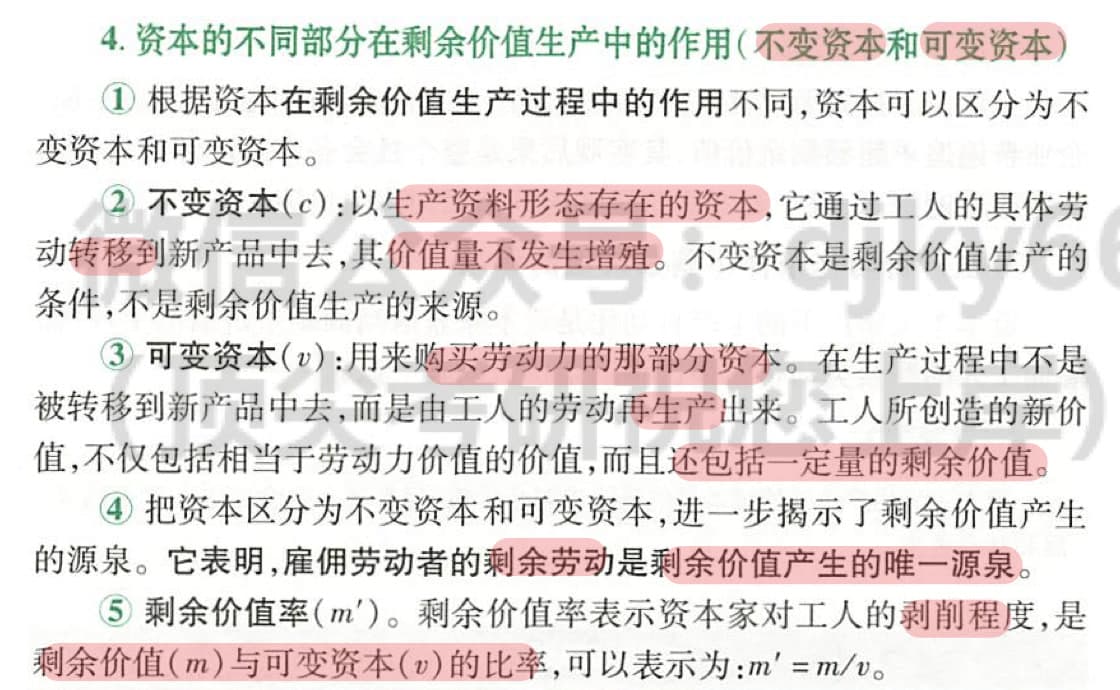 4. 资本的不同部分在剩余价值生产中的作用(不变资本和可变资本)
① 根据资本在剩余价值生产过程中的作用不同,资本可以区分为不
变资本和可变资本。
② 不变资本(c):以生产资料形态存在的资本,它通过工人的具体劳
动转移到新产品中去,其价值量不发生增殖。不变资本是剩余价值生产的
条件,不是剩余价值生产的来源。
③ 可变资本(v):用来购买劳动力的那部分资本。在生产过程中不是
被转移到新产品中去,而是由工人的劳动再生产出来。工人所创造的新价
值,不仅包括相当于劳动力价值的价值,而且还包括一定量的剩余价值。
④ 把资本区分为不变资本和可变资本,进一步揭示了剩余价值产生
的源泉。它表明,雇佣劳动者的剩余劳动是剩余价值产生的唯一源泉。
⑤ 剩余价值率(m′)。剩余价值率表示资本家对工人的剥削程度,是
剩余价值(m)与可变资本(v)的比率,可以表示为:m′=m/v。
微信公众号:djky66
(顶尖考研祝您上岸)